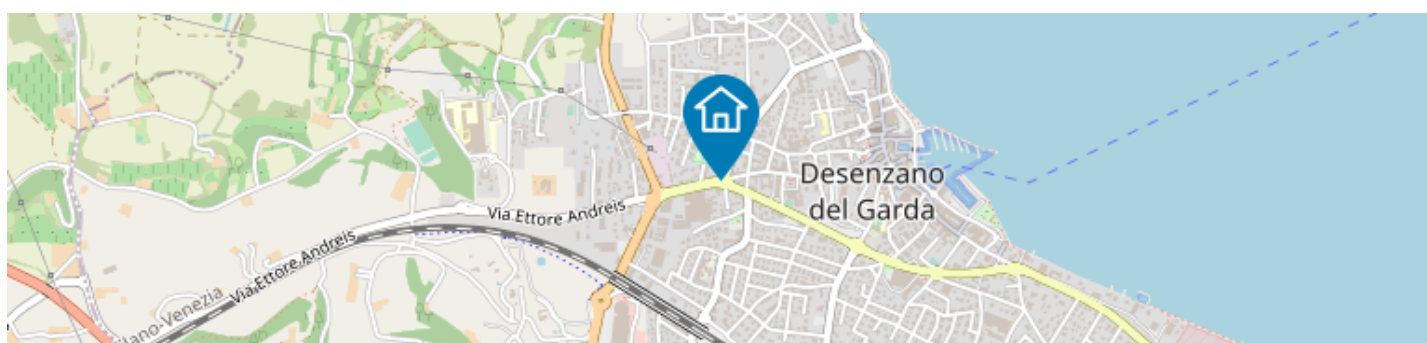 Desenzano
del Garda
Via Ettore Andreis
Via Ettore Andreis
lano-Venezia